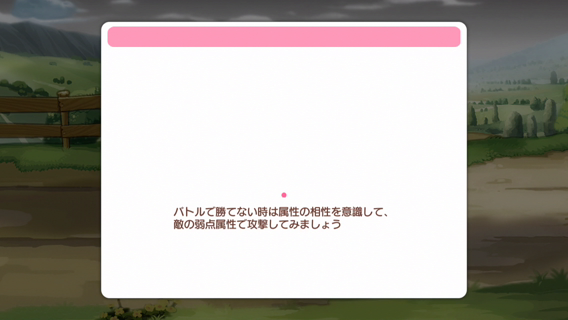 バトルで勝てない時は属性の相性を意識して、
敵の弱点属性で攻撃してみましょう